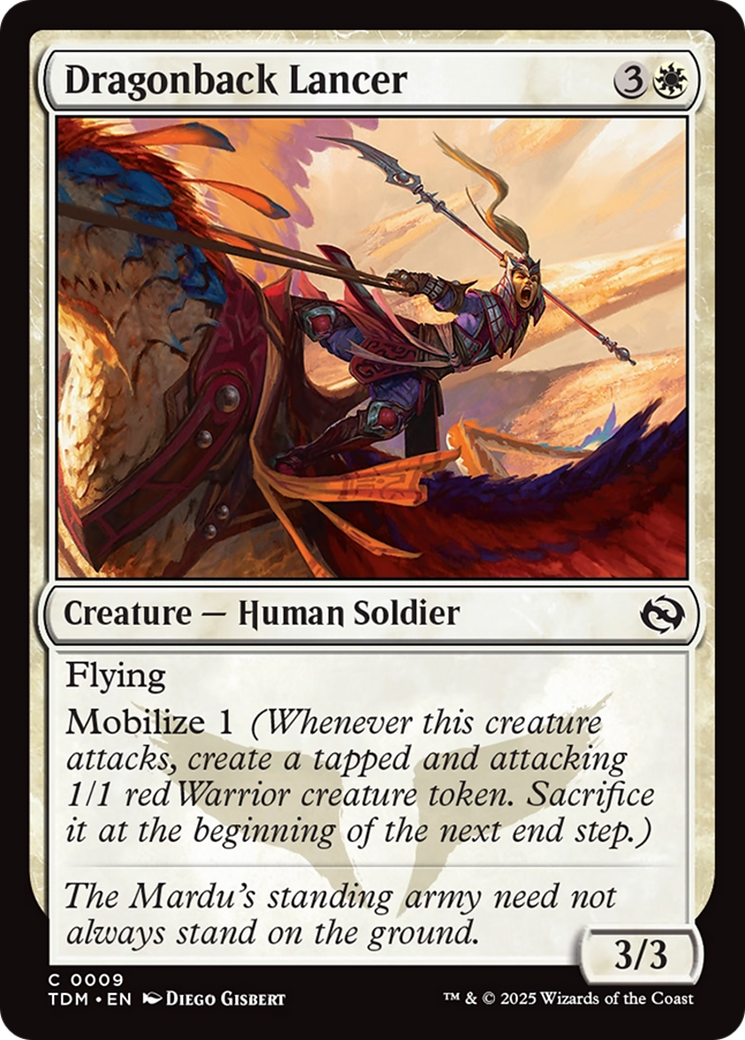 Dragonback Lancer 3
Creature — Human Soldier
Flying
Mobilize 1 (Whenever this creature
attacks, create a tapped and attacking
1/1 red Warrior creature token. Sacrifice
it at the beginning of the next end step.)
The Mardu's standing army need not
always stand on the ground.
3/3
C 0009
TDM • EN Diego Gisbert ™ & © 2025 Wizards of the Coast